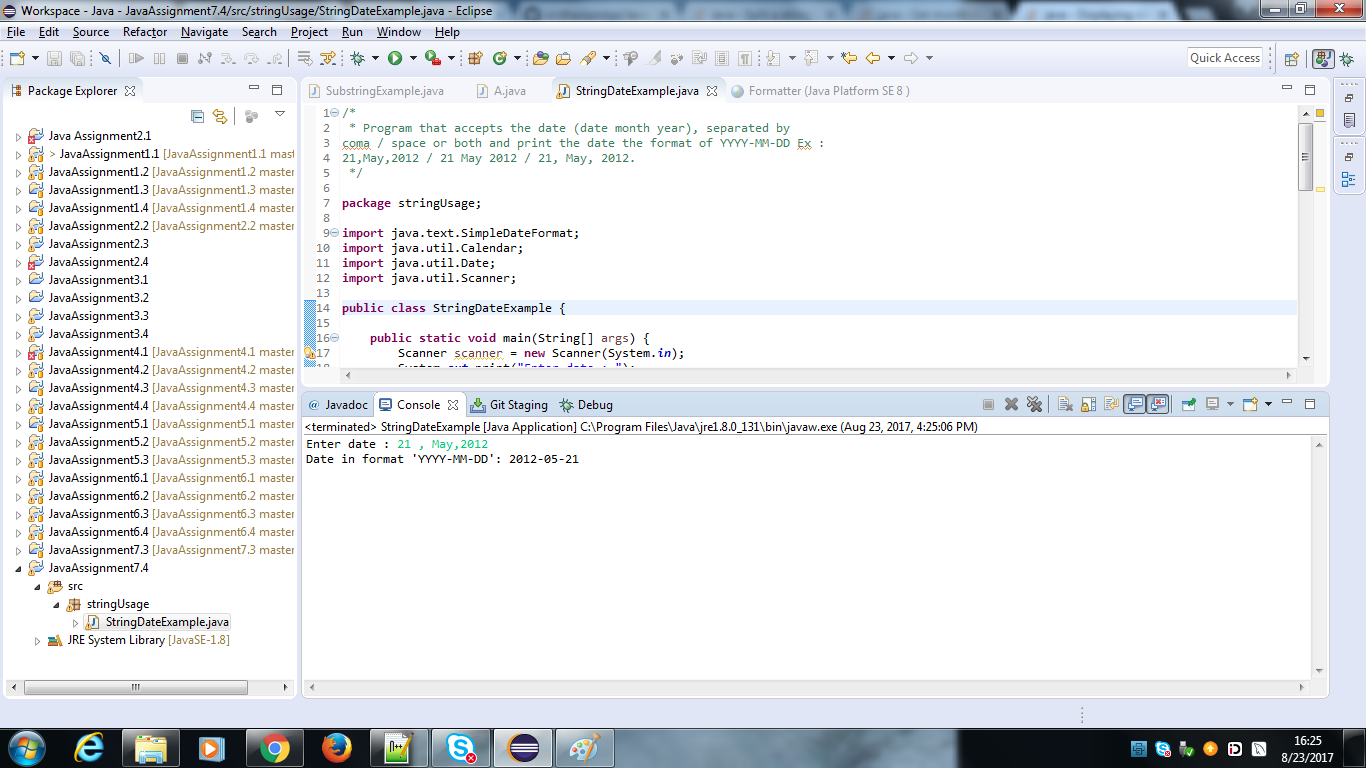 Workspace - Java - JavaAssignment7.4/src/stringUsage/StringDateExample.java - Eclipse
File Edit Source Refactor Navigate Search Project Run Window Help
Quick Access
Package Explorer
Java Assignment2.1
> JavaAssignment1.1 [JavaAssignment1.1 mast
JavaAssignment1.2 [JavaAssignment1.2 master
JavaAssignment1.3 [JavaAssignment1.3 master
JavaAssignment1.4 [JavaAssignment1.4 master
JavaAssignment2.2 [JavaAssignment2.2 master
JavaAssignment2.3
JavaAssignment2.4
JavaAssignment3.1
JavaAssignment3.2
JavaAssignment3.3
JavaAssignment3.4
JavaAssignment4.1 [JavaAssignment4.1 master
JavaAssignment4.2 [JavaAssignment4.2 master
JavaAssignment4.3 [JavaAssignment4.3 master
JavaAssignment4.4 [JavaAssignment4.4 master
JavaAssignment5.1 [JavaAssignment5.1 master
JavaAssignment5.2 [JavaAssignment5.2 master
JavaAssignment5.3 [JavaAssignment5.3 master
JavaAssignment6.1 [JavaAssignment6.1 master
JavaAssignment6.2 [JavaAssignment6.2 master
JavaAssignment6.3 [JavaAssignment6.3 master
JavaAssignment6.4 [JavaAssignment6.4 master
JavaAssignment7.3 [JavaAssignment7.3 master
JavaAssignment7.4
src
stringUsage
StringDateExample.java
JRE System Library [JavaSE-1.8]
SubstringExample.java A.java StringDateExample.java Formatter (Java Platform SE 8 )
1 /*
2 * Program that accepts the date (date month year), separated by
3 coma / space or both and print the date the format of YYYY-MM-DD Ex :
4 21,May,2012 / 21 May 2012 / 21, May, 2012.
5 */
6
7 package stringUsage;
8
9 import java.text.SimpleDateFormat;
10 import java.util.Calendar;
11 import java.util.Date;
12 import java.util.Scanner;
13
14 public class StringDateExample {
15
16 public static void main(String[] args) {
17 Scanner scanner = new Scanner(System.in);
18 System.out.print("Enter date : ");
@ Javadoc Console Git Staging Debug
<terminated> StringDateExample [Java Application] C:\Program Files\Java\jre1.8.0_131\bin\javaw.exe (Aug 23, 2017, 4:25:06 PM)
Enter date : 21 , May,2012
Date in format 'YYYY-MM-DD': 2012-05-21
16:25
8/23/2017